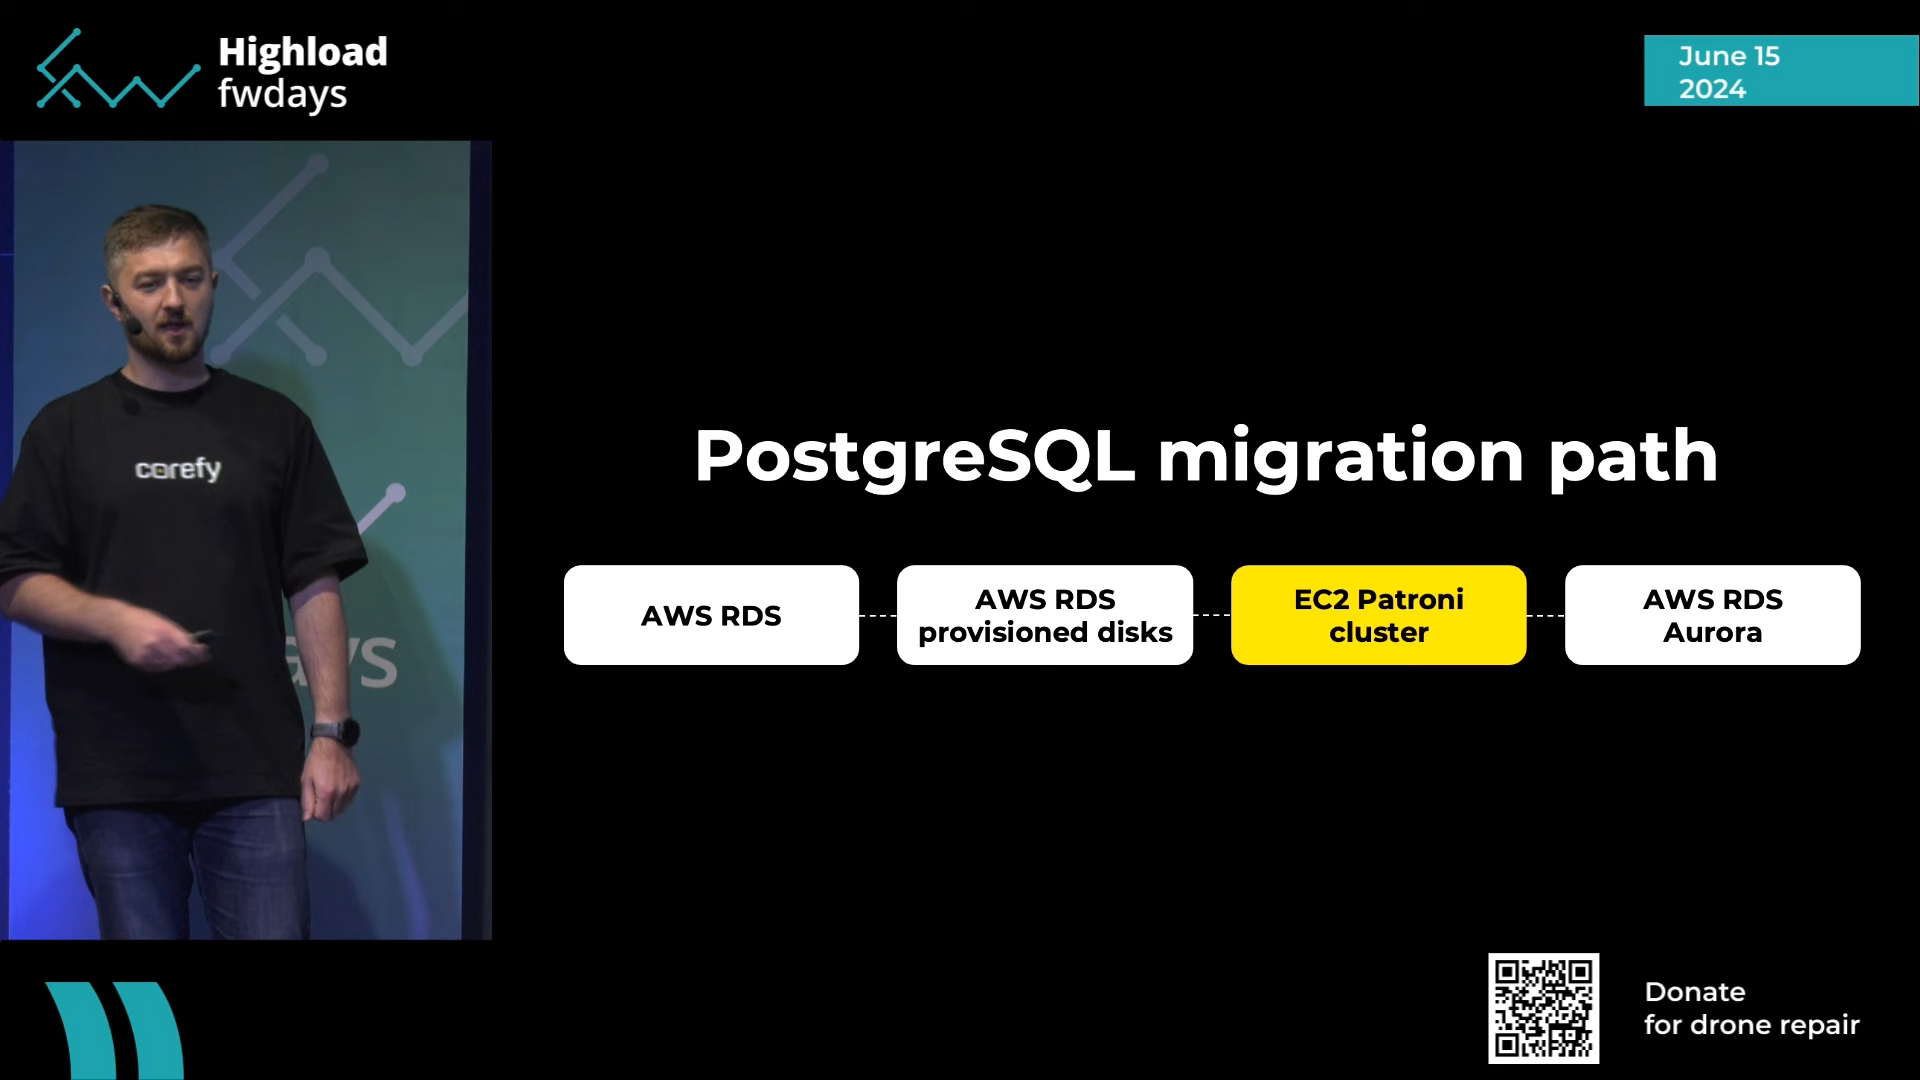 Highload
fwdays
June 15
2024
corefy
ays
PostgreSQL migration path
AWS RDS
AWS RDS
provisioned disks
EC2 Patroni
cluster
AWS RDS
Aurora
Donate
for drone repair